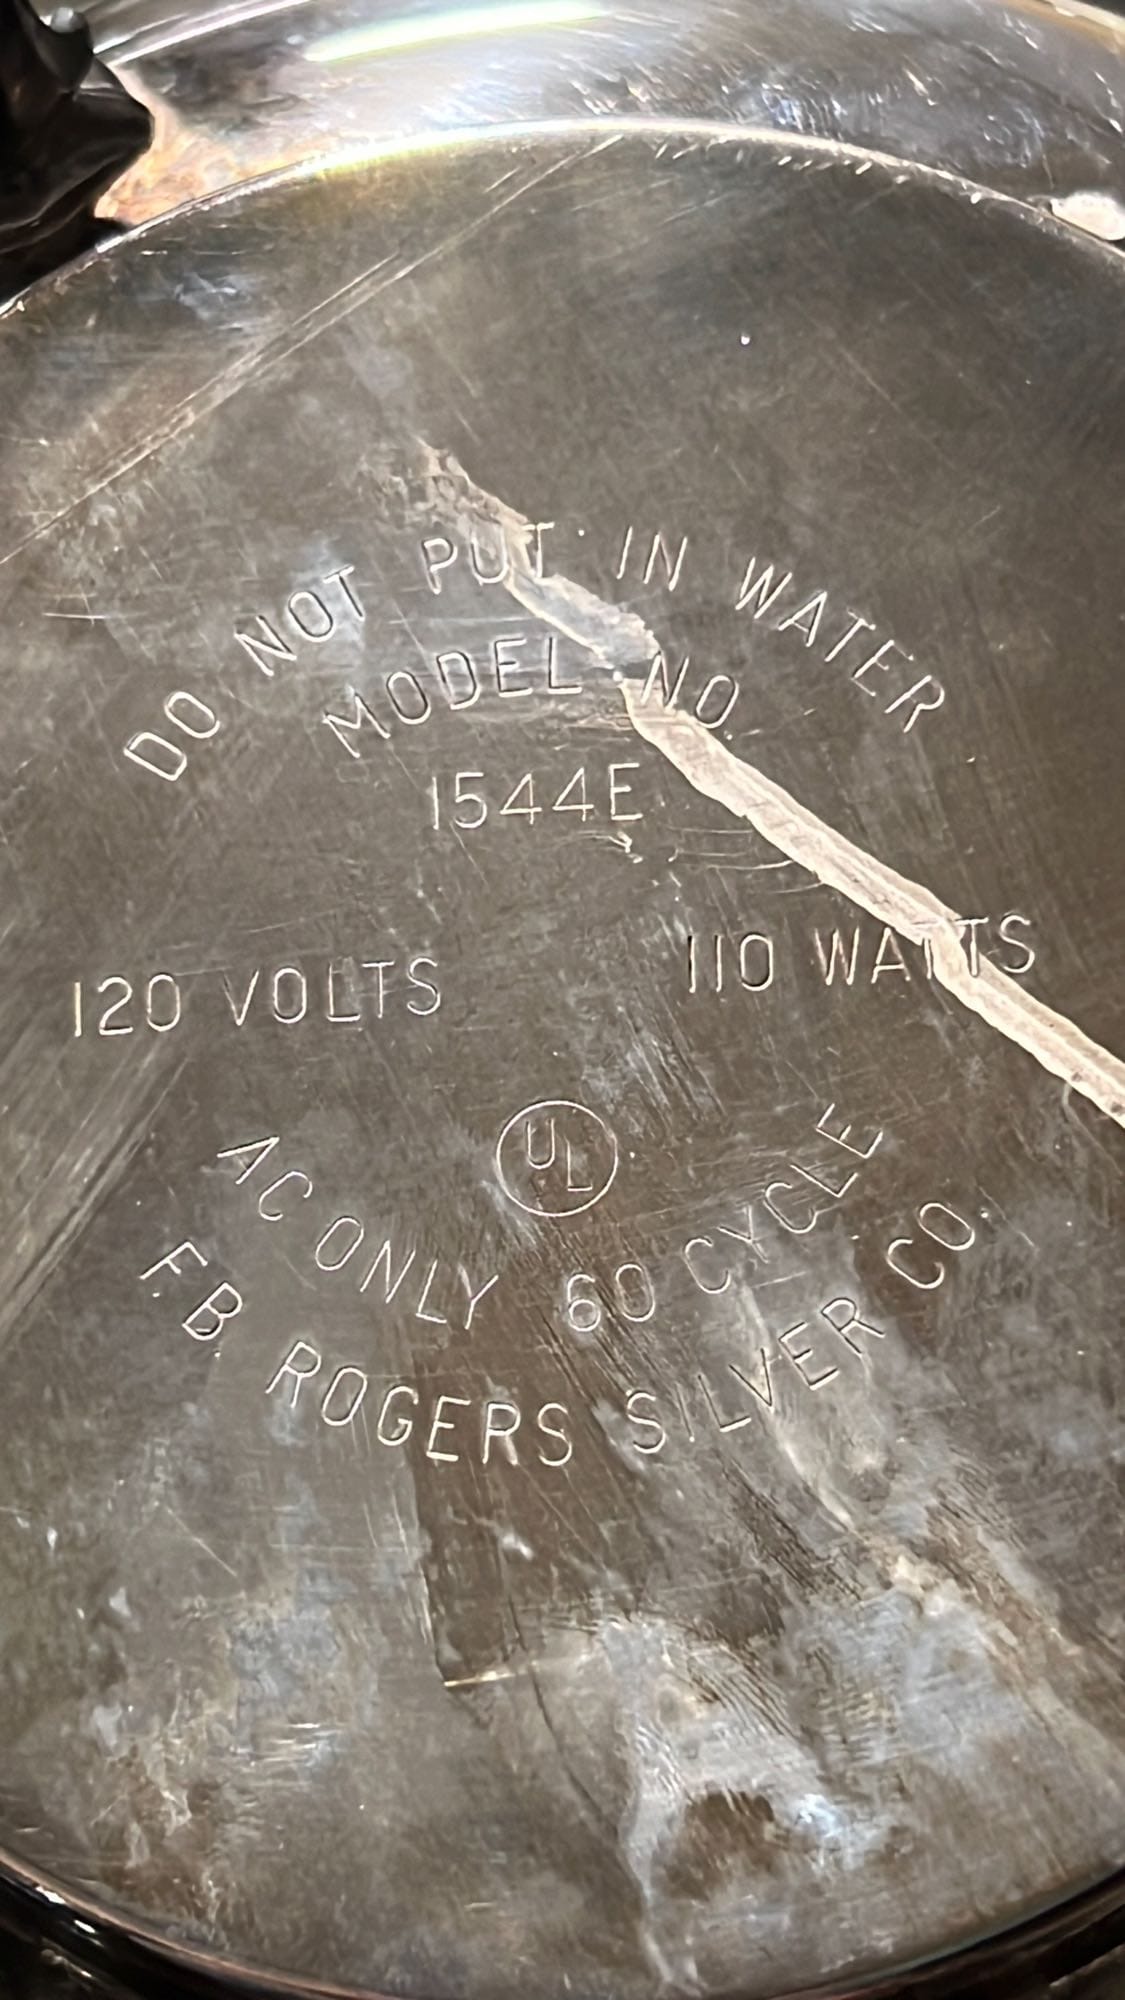 DO NOT PUT IN WATER
MODEL NO.
1544E
120 VOLTS 110 WATTS
UL
AC ONLY 60 CYCLE
F.B. ROGERS SILVER CO.